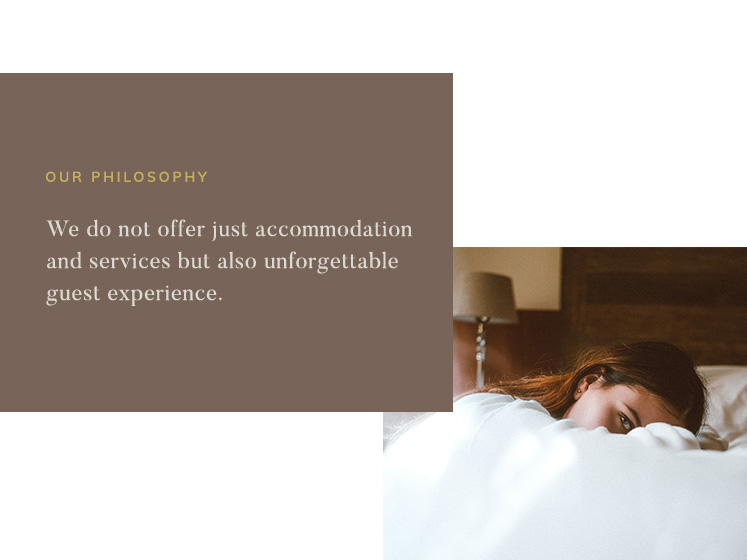 OUR PHILOSOPHY
We do not offer just accommodation
and services but also unforgettable
guest experience.